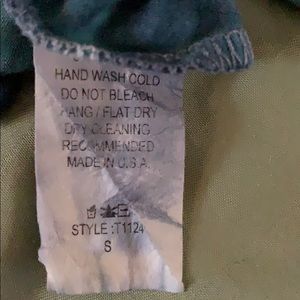 HAND WASH COLD
DO NOT BLEACH
HANG / FLAT DRY
DRY CLEANING
RECOMMENDED
MADE IN U.S.A.
STYLE :T1124
S